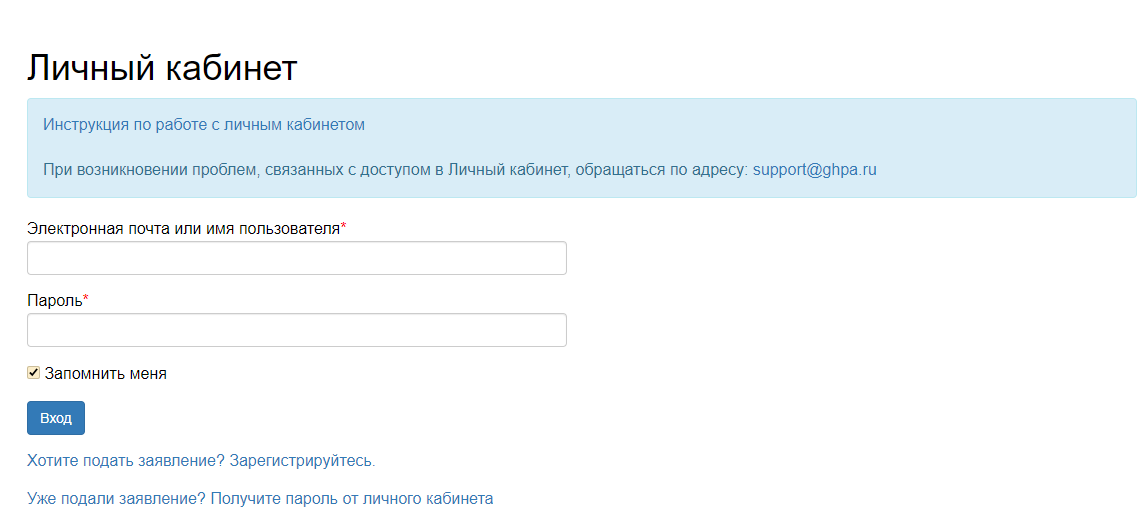 Личный кабинет
Инструкция по работе с личным кабинетом
При возникновении проблем, связанных с доступом в Личный кабинет, обращаться по адресу: support@ghpa.ru
Электронная почта или имя пользователя*
Пароль*
Запомнить меня
Вход
Хотите подать заявление? Зарегистрируйтесь.
Уже подали заявление? Получите пароль от личного кабинета